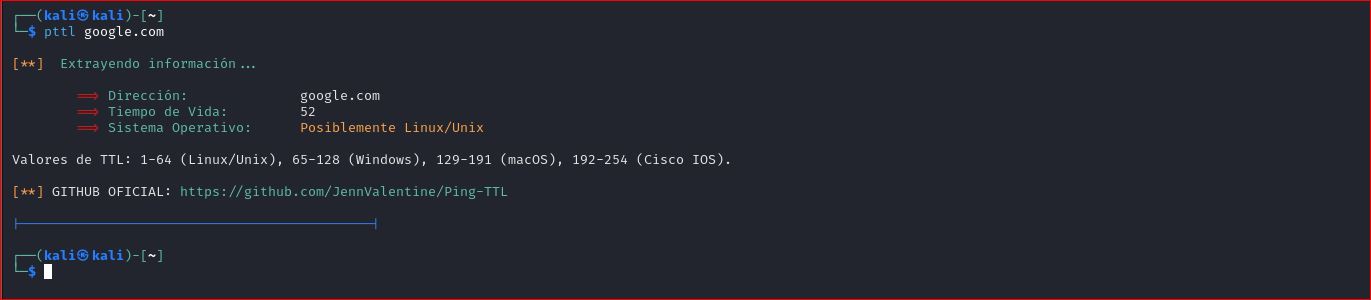 ┌──(kali㉿kali)-[~]
└─$ pttl google.com
[**] Extrayendo información...
==> Dirección: google.com
==> Tiempo de Vida: 52
==> Sistema Operativo: Posiblemente Linux/Unix
Valores de TTL: 1-64 (Linux/Unix), 65-128 (Windows), 129-191 (macOS), 192-254 (Cisco IOS).
[**] GITHUB OFICIAL: https://github.com/JennValentine/Ping-TTL
┌──(kali㉿kali)-[~]
└─$